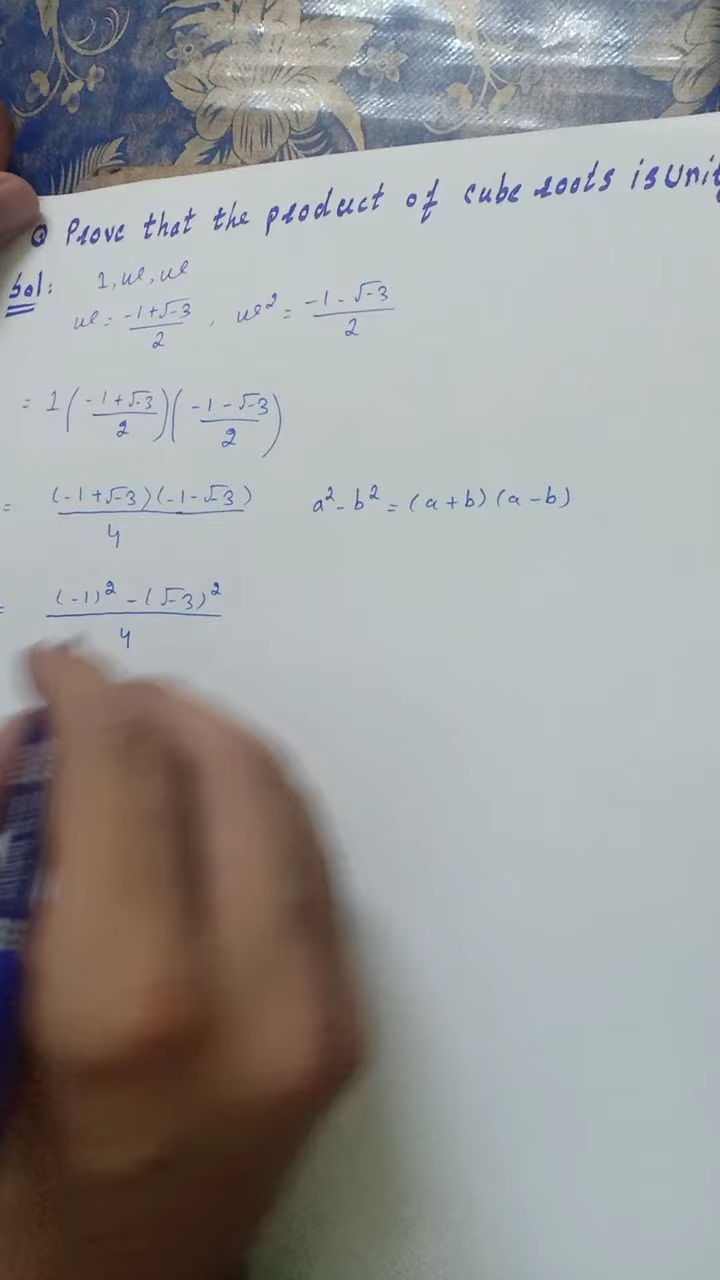 Q Prove that the product of cube roots is unit
Sol: 1, ω, ω
ω = (-1+√-3)/2 , ω² = (-1-√-3)/2
= 1 ((-1+√-3)/2) ((-1-√-3)/2)
= ((-1+√-3)(-1-√-3))/4 a² - b² = (a+b) (a-b)
= ((-1)² - (√-3)²)/4